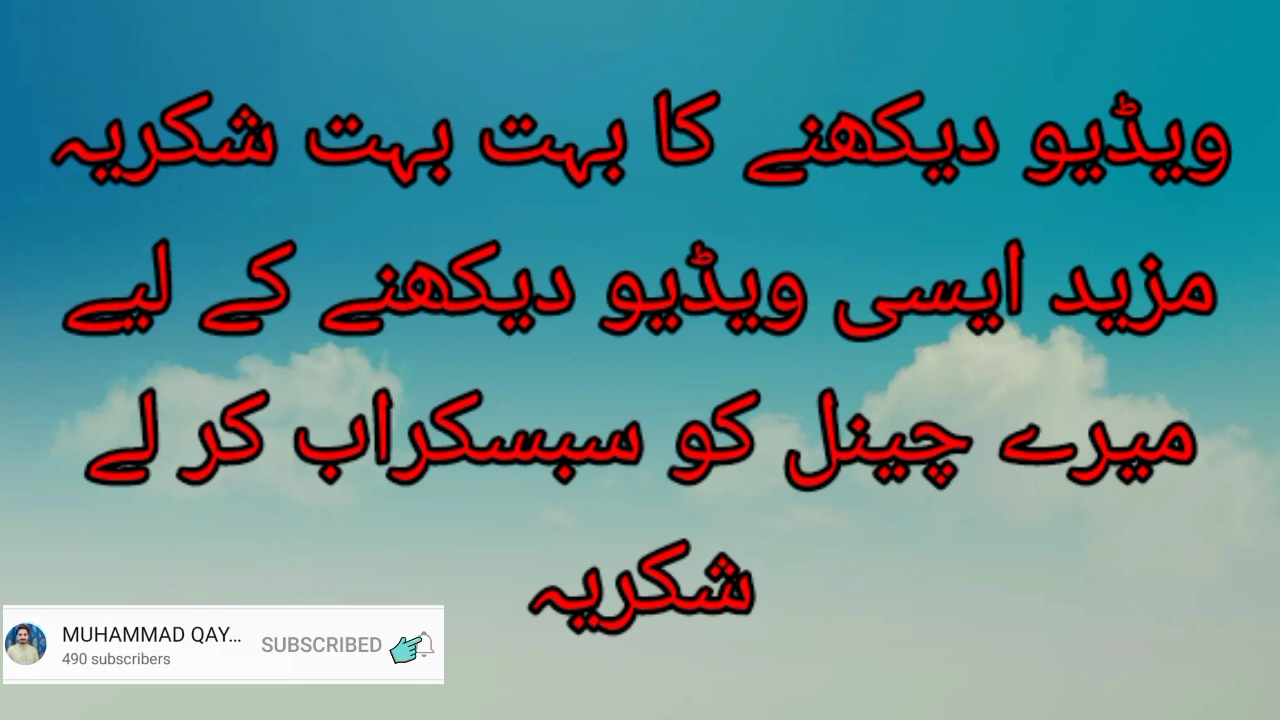 ویڈیو دیکھنے کا بہت بہت شکریہ
مزید ایسی ویڈیو دیکھنے کے لیے
میرے چینل کو سبسکراب کر لے
شکریہ
MUHAMMAD QAY...
490 subscribers
SUBSCRIBED